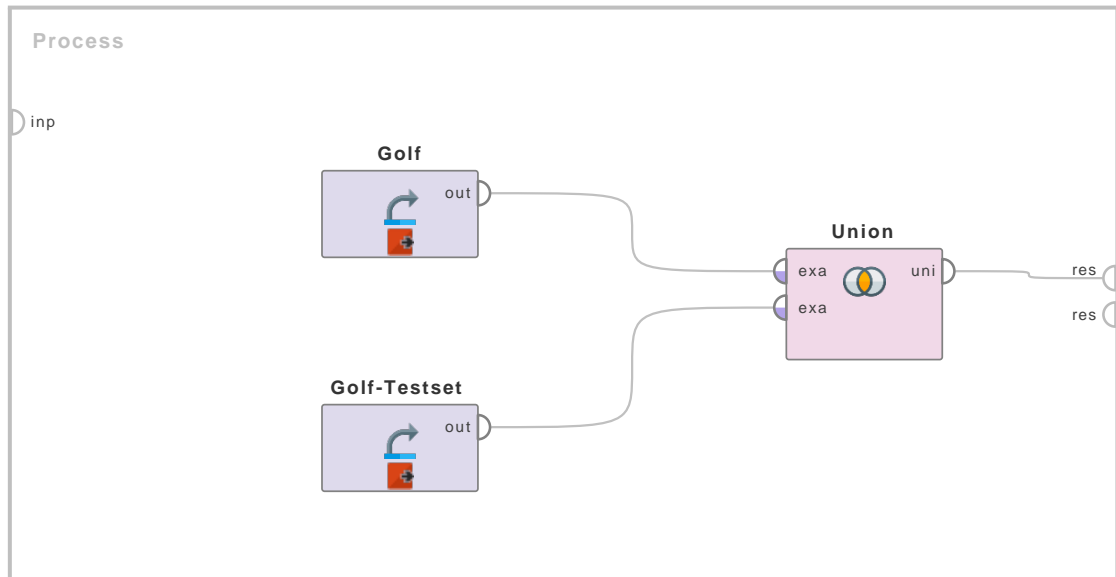 Process
inp
Golf
out
Union
exa uni
res
exa
res
Golf-Testset
out